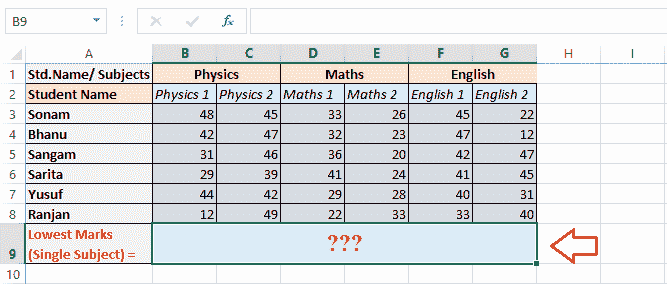 B9 fx
A B C D E F G H I
1 Std.Name/ Subjects Physics Maths English
2 Student Name Physics 1 Physics 2 Maths 1 Maths 2 English 1 English 2
3 Sonam 48 45 33 26 45 22
4 Bhanu 42 47 32 23 47 12
5 Sangam 31 46 36 20 42 47
6 Sarita 29 39 41 24 41 45
7 Yusuf 44 42 29 28 40 31
8 Ranjan 12 49 22 33 33 40
Lowest Marks ???
9 (Single Subject) =
10